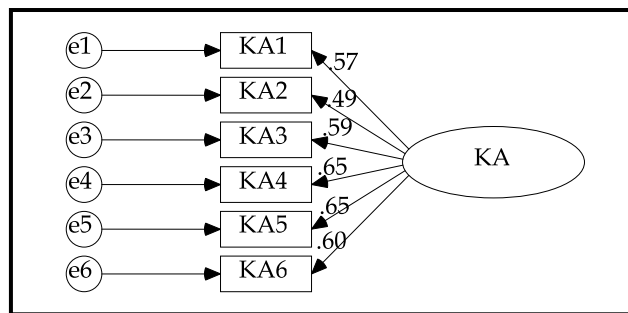 e1 KA1 .57
e2 KA2 .49
e3 KA3 .59
KA
e4 KA4 .65
e5 KA5 .65
e6 KA6 .60